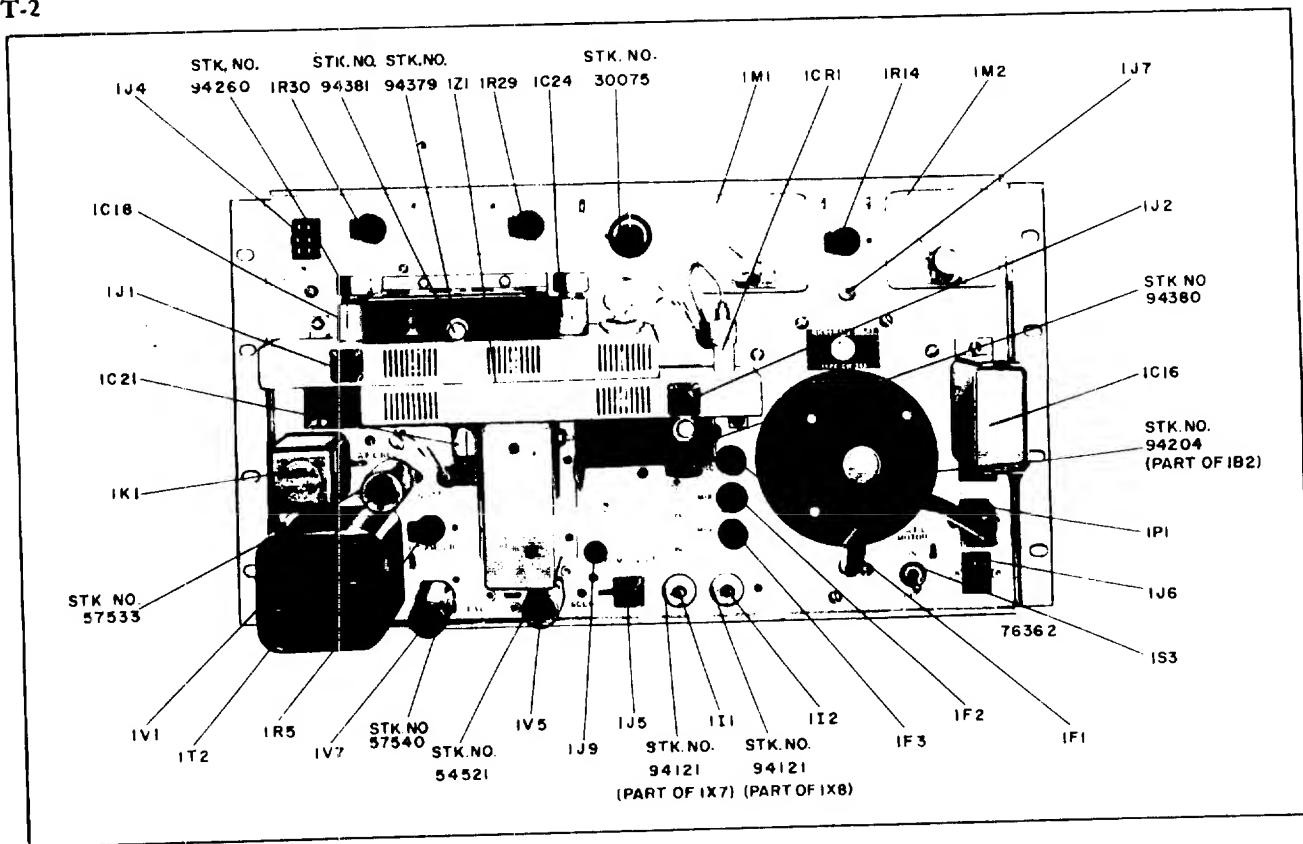 T-2
STK. NO. 94260
STK. NO. 94381
STK. NO. 94379
STK. NO. 30075
1J4
1R30
1Z1
1R29
1C24
1M1
1CR1
1R14
1M2
1J7
1C18
1J2
1J1
STK NO 94380
1C21
1C16
STK. NO. 94204 (PART OF 1B2)
1K1
1P1
1J6
STK NO. 57533
MOTOR
76362
1S3
1V1
1T2
1R5
1V7
STK NO 57540
STK. NO. 54521
1V5
1J9
1J5
STK. NO. 94121 (PART OF 1X7)
1I1
STK. NO. 94121 (PART OF 1X8)
1I2
1F3
1F2
1F1